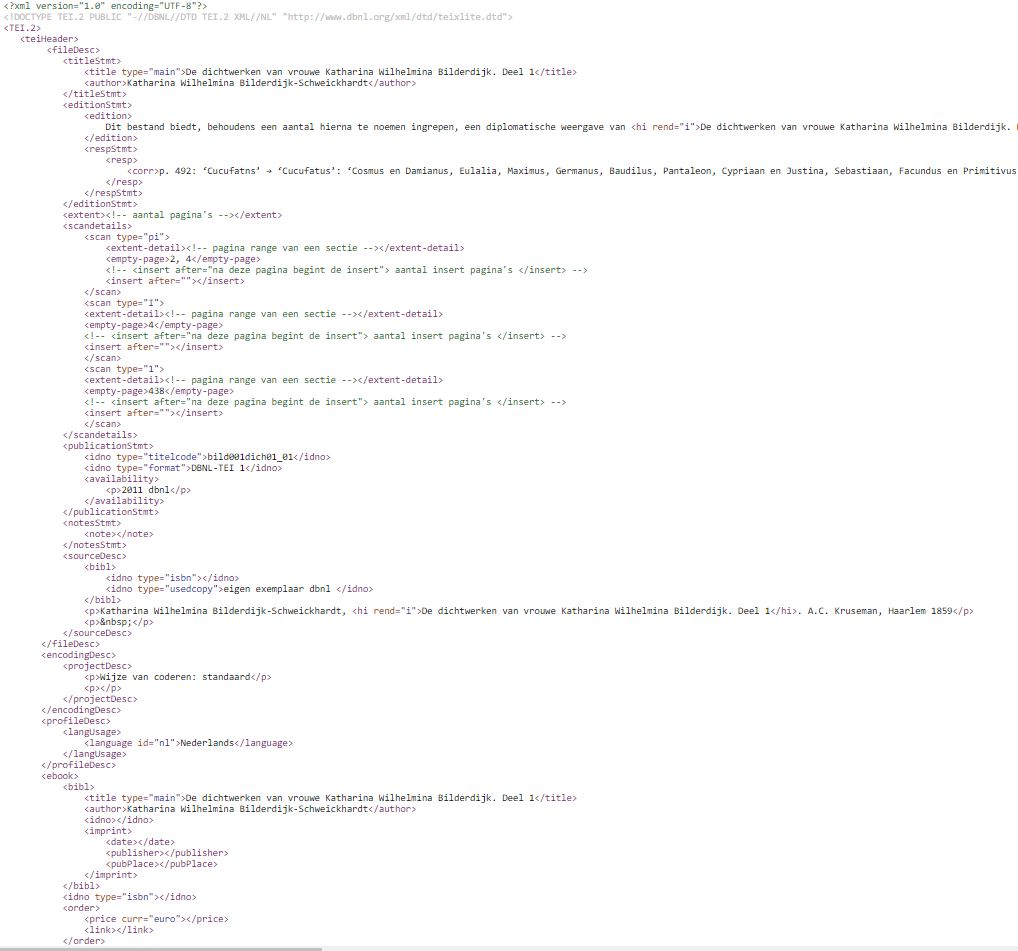 <?xml version="1.0" encoding="UTF-8"?>
<!DOCTYPE TEI.2 PUBLIC "-//DBNL//DTD TEI.2 XML//NL" "http://www.dbnl.org/xml/dtd/teixlite.dtd">
<TEI.2>
<teiHeader>
<fileDesc>
<titleStmt>
<title type="main">De dichtwerken van vrouwe Katharina Wilhelmina Bilderdijk. Deel 1</title>
<author>Katharina Wilhelmina Bilderdijk-Schweickhardt</author>
</titleStmt>
<editionStmt>
<edition>
Dit bestand biedt, behoudens een aantal hierna te noemen ingrepen, een diplomatische weergave van <hi rend="i">De dichtwerken van vrouwe Katharina Wilhelmina Bilderdijk.
</edition>
<respStmt>
<resp>
<corr>p. 492: ‘Cucufatns’ → ‘Cucufatus’: ‘Cosmus en Damianus, Eulalia, Maximus, Germanus, Baudilus, Pantaleon, Cypriaan en Justina, Sebastiaan, Facundus en Primitivus
</resp>
</respStmt>
</editionStmt>
<extent><!-- aantal pagina's --></extent>
<scandetails>
<scan type="pi">
<extent-detail><!-- pagina range van een sectie --></extent-detail>
<empty-page>2, 4</empty-page>
<!-- <insert after="na deze pagina begint de insert"> aantal insert pagina's </insert> -->
<insert after=""></insert>
</scan>
<scan type="I">
<extent-detail><!-- pagina range van een sectie --></extent-detail>
<empty-page>4</empty-page>
<!-- <insert after="na deze pagina begint de insert"> aantal insert pagina's </insert> -->
<insert after=""></insert>
</scan>
<scan type="1">
<extent-detail><!-- pagina range van een sectie --></extent-detail>
<empty-page>438</empty-page>
<!-- <insert after="na deze pagina begint de insert"> aantal insert pagina's </insert> -->
<insert after=""></insert>
</scan>
</scandetails>
<publicationStmt>
<idno type="titelcode">bild001dich01_01</idno>
<idno type="format">DBNL-TEI 1</idno>
<availability>
<p>2011 dbnl</p>
</availability>
</publicationStmt>
<notesStmt>
<note></note>
</notesStmt>
<sourceDesc>
<bibl>
<idno type="isbn"></idno>
<idno type="usedcopy">eigen exemplaar dbnl </idno>
</bibl>
<p>Katharina Wilhelmina Bilderdijk-Schweickhardt, <hi rend="i">De dichtwerken van vrouwe Katharina Wilhelmina Bilderdijk. Deel 1</hi>. A.C. Kruseman, Haarlem 1859</p>
<p>&nbsp;</p>
</sourceDesc>
</fileDesc>
<encodingDesc>
<projectDesc>
<p>Wijze van coderen: standaard</p>
<p></p>
</projectDesc>
</encodingDesc>
<profileDesc>
<langUsage>
<language id="nl">Nederlands</language>
</langUsage>
</profileDesc>
<ebook>
<bibl>
<title type="main">De dichtwerken van vrouwe Katharina Wilhelmina Bilderdijk. Deel 1</title>
<author>Katharina Wilhelmina Bilderdijk-Schweickhardt</author>
<idno></idno>
<imprint>
<date></date>
<publisher></publisher>
<pubPlace></pubPlace>
</imprint>
</bibl>
<idno type="isbn"></idno>
<order>
<price curr="euro"></price>
<link></link>
</order>